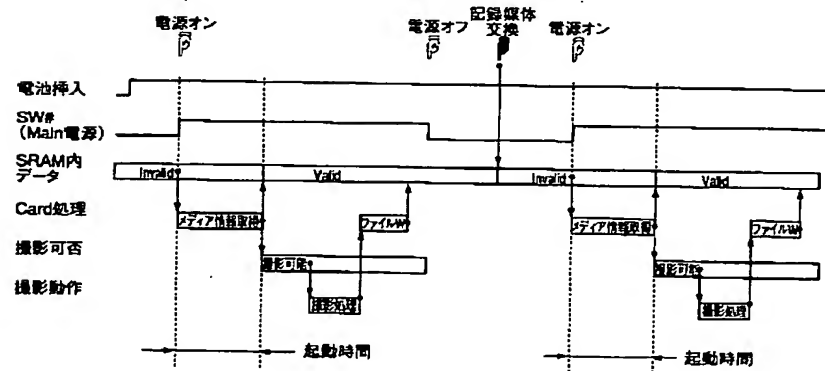 電源オン
電源オフ
記録媒体
交換
電源オン
電池挿入
SW#
(Main電源)
SRAM内
データ
Invalid
Valid
Invalid
Valid
Card処理
メディア情報取得
ファイルW
メディア情報取得
ファイルW
撮影可否
撮影可能
撮影可能
撮影動作
撮影処理
撮影処理
起動時間
起動時間